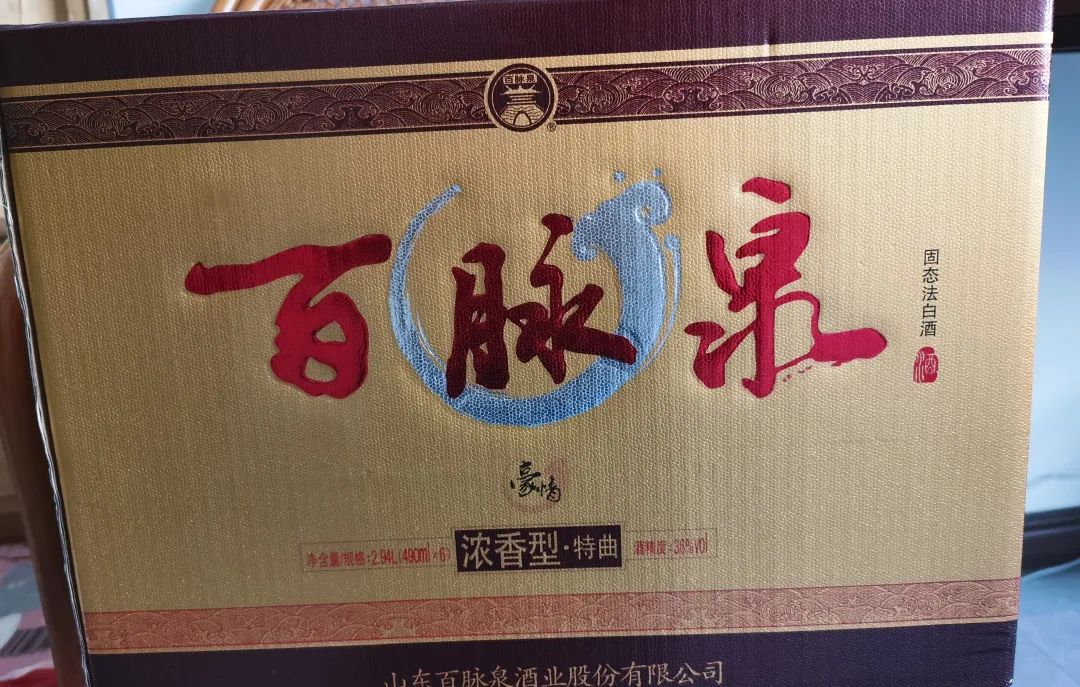 百脉泉
®
百脉泉
固态法白酒
酒
豪情
净含量/规格:2.94L(490ml×6)
浓香型·特曲
酒精度:36%vol
山东百脉泉酒业股份有限公司